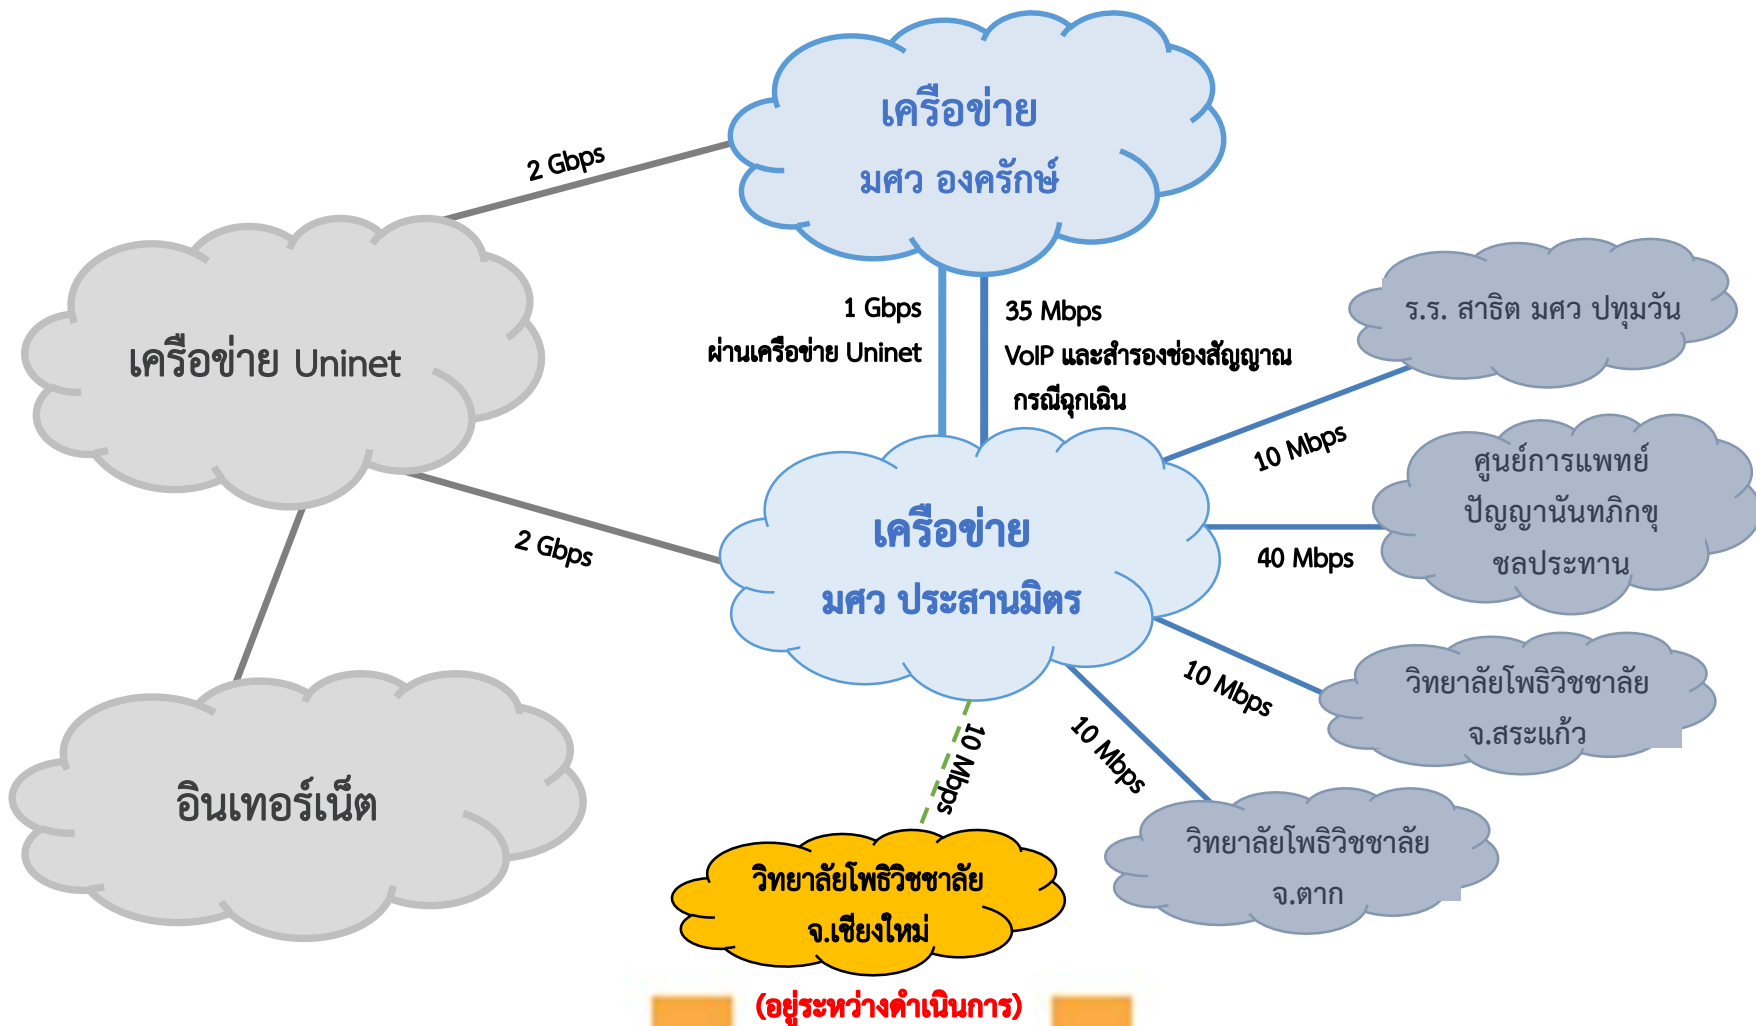 เครือข่าย
มศว องครักษ์
2 Gbps
เครือข่าย Uninet
1 Gbps
ผ่านเครือข่าย Uninet
35 Mbps
VoIP และสำรองช่องสัญญาณ
กรณีฉุกเฉิน
ร.ร. สาธิต มศว ปทุมวัน
10 Mbps
ศูนย์การแพทย์
ปัญญานันทภิกขุ
ชลประทาน
40 Mbps
2 Gbps
เครือข่าย
มศว ประสานมิตร
วิทยาลัยโพธิวิชชาลัย
จ.สระแก้ว
10 Mbps
10 Mbps
10 Mbps
อินเทอร์เน็ต
วิทยาลัยโพธิวิชชาลัย
จ.ตาก
วิทยาลัยโพธิวิชชาลัย
จ.เชียงใหม่
(อยู่ระหว่างดำเนินการ)